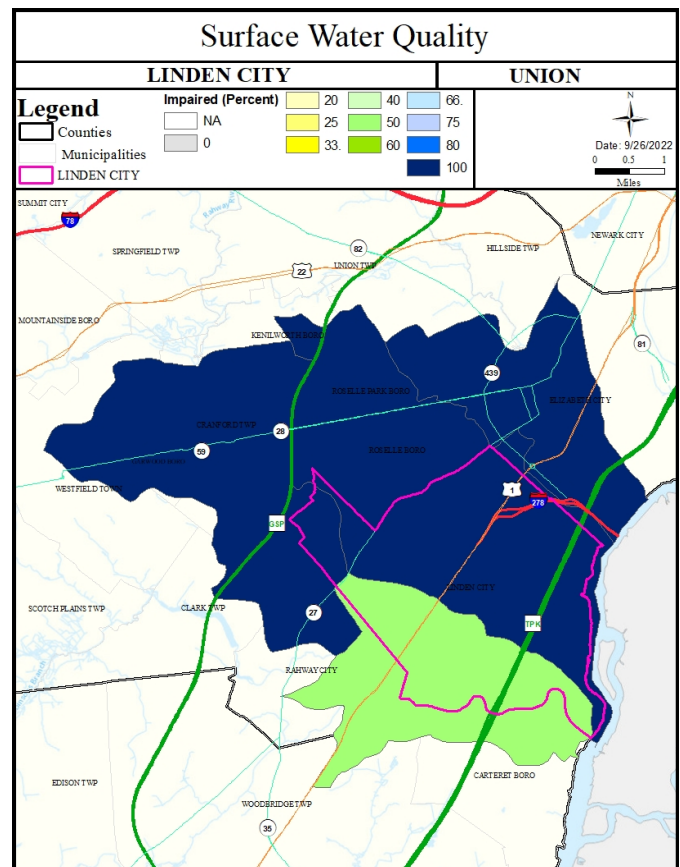 Surface Water Quality
LINDEN CITY
UNION
Legend
Counties
Municipalities
LINDEN CITY
Impaired (Percent)
NA
0
20
25
33.
40
50
60
66.
75
80
100
N
Date: 9/26/2022
0 0.5 1
Miles
SUMMIT CITY
78
SPRINGFIELD TWP
82
22
UNION TWP
HILLSIDE TWP
NEWARK CITY
MOUNTAINSIDE BORO
KENILWORTH BORO
81
439
ROSELLE PARK BORO
ELIZABETH CITY
CRANFORD TWP
28
59
ROSELLE BORO
WESTFIELD TOWN
1
278
GSP
LINDEN CITY
SCOTCH PLAINS TWP
CLARK TWP
27
TPK
RAHWAY CITY
CARTERET BORO
EDISON TWP
WOODBRIDGE TWP
35